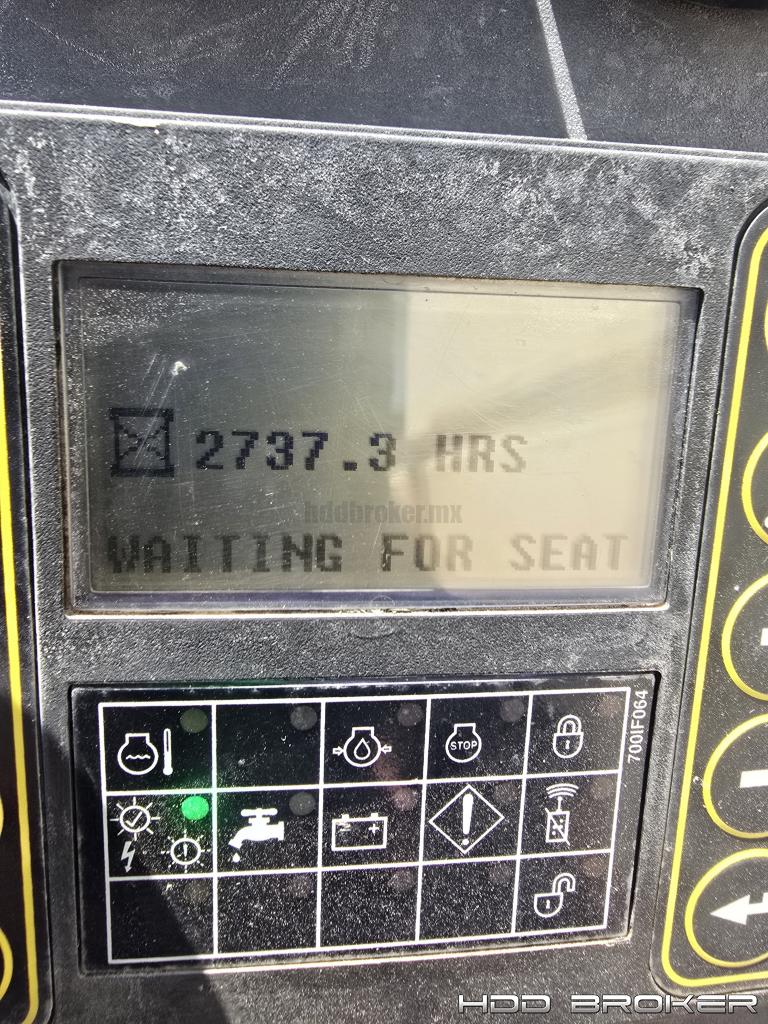 2737.3 HRS
hddbroker.mx
WAITING FOR SEAT
700IF064
STOP
HDD BROKER